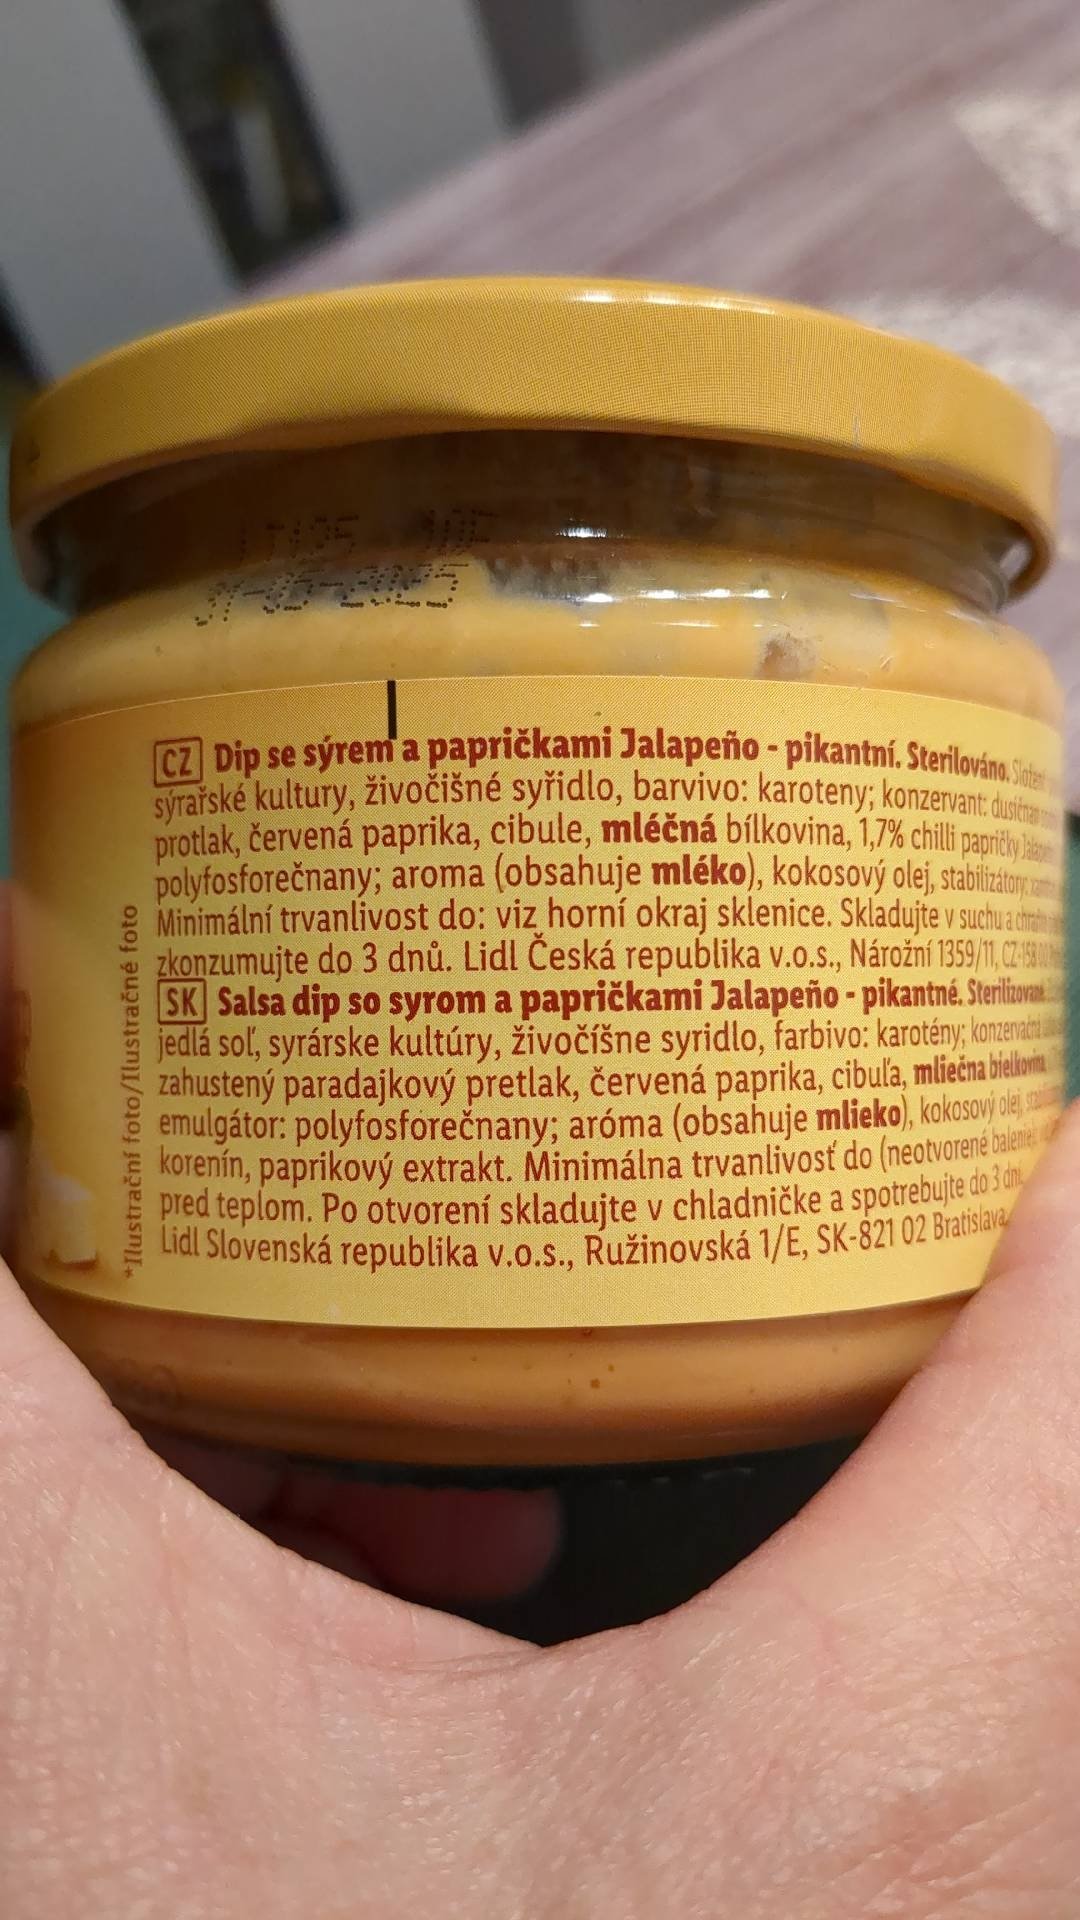 CZ Dip se sýrem a papričkami Jalapeño - pikantní. Sterilováno.
sýrařské kultury, živočišné syřidlo, barvivo: karoteny; konzervant:
protlak, červená paprika, cibule, mléčná bílkovina, 1,7% chilli papričky
polyfosforečnany; aroma (obsahuje mléko), kokosový olej, stabilizátory:
Minimální trvanlivost do: viz horní okraj sklenice. Skladujte v suchu a
zkonzumujte do 3 dnů. Lidl Česká republika v.o.s., Nárožní 1359/11,
SK Salsa dip so syrom a papričkami Jalapeño - pikantné.
jedlá soľ, syrárske kultúry, živočíšne syridlo, farbivo: karotény;
zahustený paradajkový pretlak, červená paprika, cibuľa, mliečna bielkovina,
emulgátor: polyfosforečnany; aróma (obsahuje mlieko), kokosový olej,
korenín, paprikový extrakt. Minimálna trvanlivosť do (neotvorené
pred teplom. Po otvorení skladujte v chladničke a spotrebujte do 3 dní.
Lidl Slovenská republika v.o.s., Ružinovská 1/E, SK-821 02 Bratislava,
*Ilustrační foto/Ilustračné foto